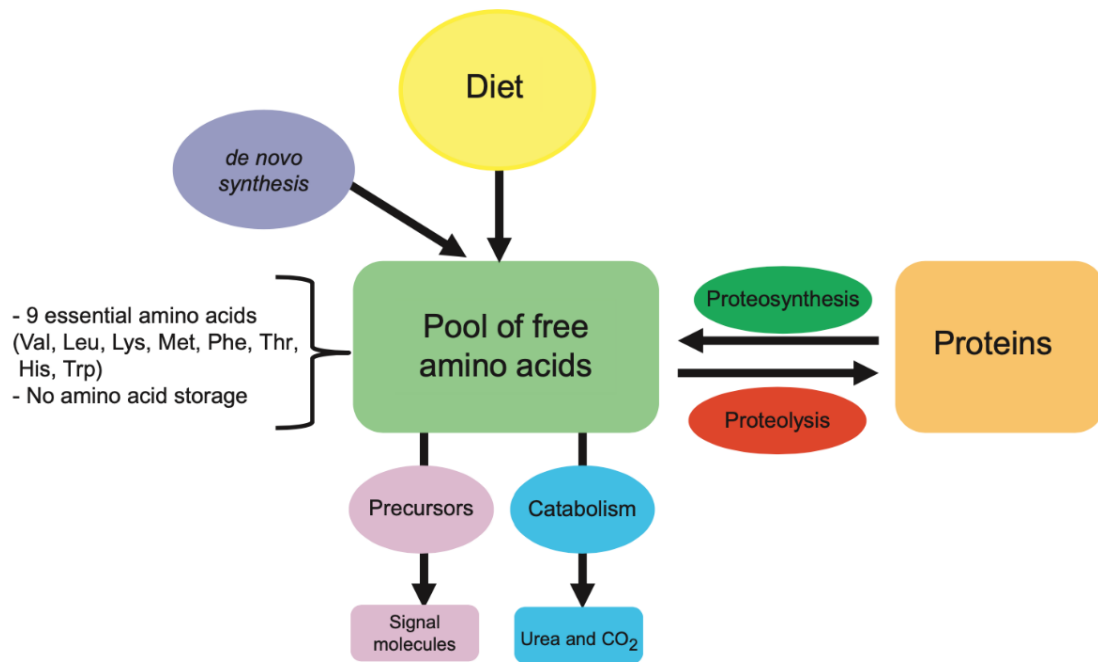 Diet
de novo
synthesis
- 9 essential amino acids
(Val, Leu, Lys, Met, Phe, Thr,
His, Trp)
- No amino acid storage
Pool of free
amino acids
Proteosynthesis
Proteolysis
Proteins
Precursors
Catabolism
Signal
molecules
Urea and CO₂